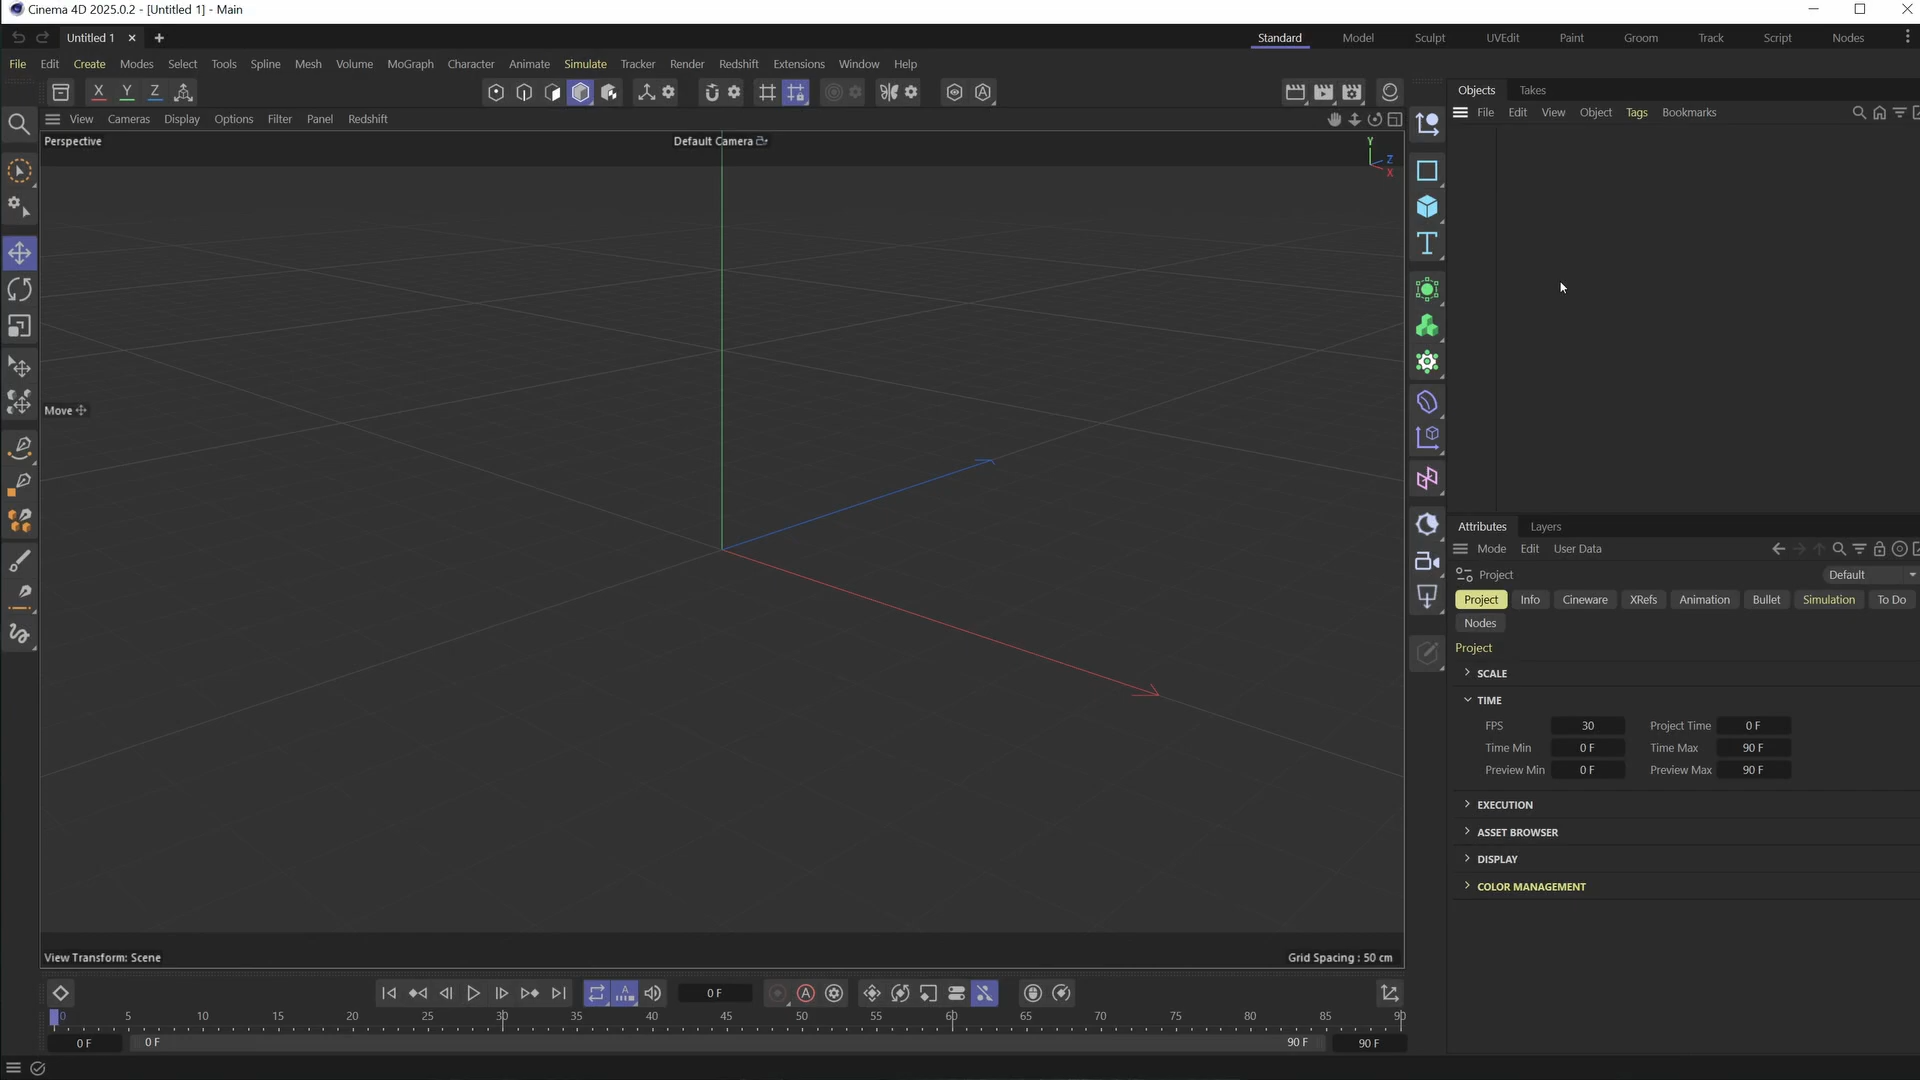 Cinema 4D 2025.0.2 - [Untitled 1] - Main
Untitled 1
Standard Model Sculpt UVEdit Paint Groom Track Script Nodes
File Edit Create Modes Select Tools Spline Mesh Volume MoGraph Character Animate Simulate Tracker Render Redshift Extensions Window Help
X Y Z
Objects Takes
File Edit View Object Tags Bookmarks
View Cameras Display Options Filter Panel Redshift
Perspective
Default Camera
Y
Z
X
Move
Attributes Layers
Mode Edit User Data
Project
Default
Project Info Cineware XRefs Animation Bullet Simulation To Do
Nodes
Project
SCALE
TIME
FPS 30 Project Time 0 F
Time Min 0 F Time Max 90 F
Preview Min 0 F Preview Max 90 F
EXECUTION
ASSET BROWSER
DISPLAY
COLOR MANAGEMENT
View Transform: Scene
Grid Spacing : 50 cm
0 F
0 5 10 15 20 25 30 35 40 45 50 55 60 65 70 75 80 85 90
0 F 0 F 90 F 90 F